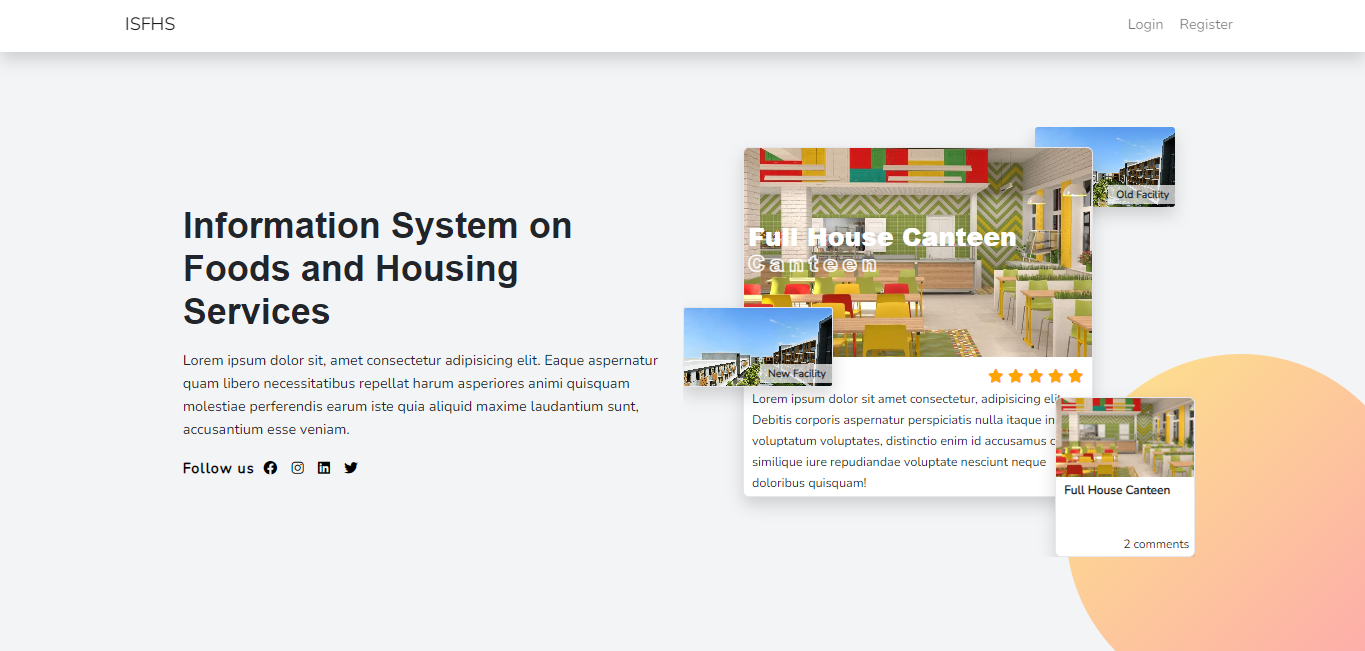 ISFHS
Login Register
Information System on
Foods and Housing
Services
Lorem ipsum dolor sit, amet consectetur adipisicing elit. Eaque aspernatur
quam libero necessitatibus repellat harum asperiores animi quisquam
molestiae perferendis earum iste quia aliquid maxime laudantium sunt,
accusantium esse veniam.
Follow us
Old Facility
Full House Canteen
Canteen
New Facility
Lorem ipsum dolor sit amet consectetur, adipisicing
Debitis corporis aspernatur perspiciatis nulla itaque in
voluptatum voluptates, distinctio enim id accusamus
similique iure repudiandae voluptate nesciunt neque
doloribus quisquam!
Full House Canteen
2 comments